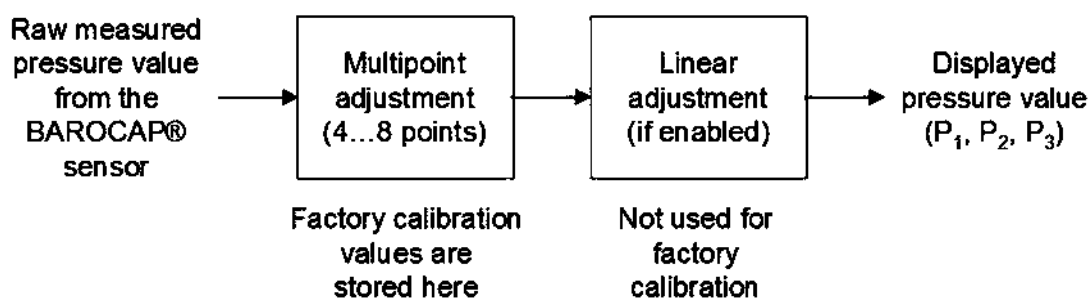 Raw measured
pressure value
from the
BAROCAP®
sensor
Multipoint
adjustment
(4...8 points)
Linear
adjustment
(if enabled)
Displayed
pressure value
(P₁, P₂, P₃)
Factory calibration
values are
stored here
Not used for
factory
calibration